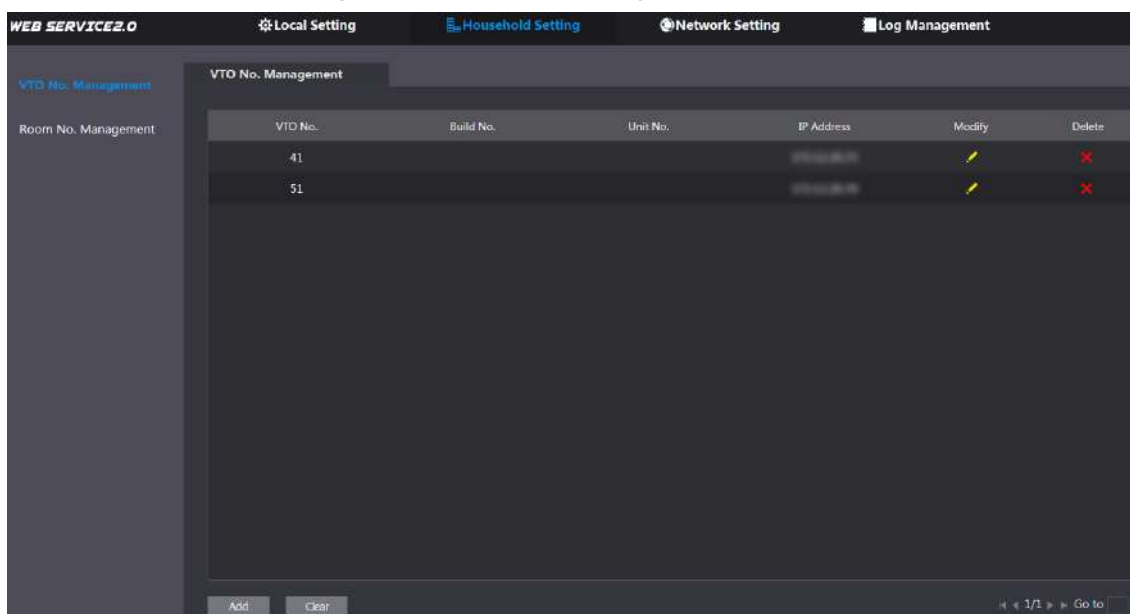 WEB SERVICE2.0 Local Setting Household Setting Network Setting Log Management
VTO No. Management
VTO No. Management
Room No. Management
VTO No. Build No. Unit No. IP Address Modify Delete
41
51
Add Clear 1/1 Go to